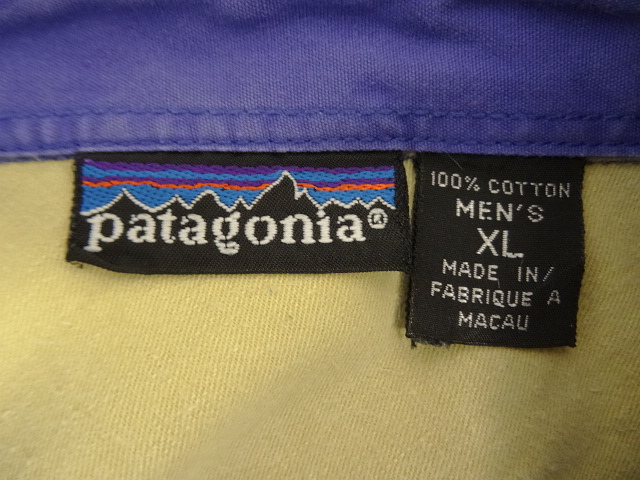 patagonia®
100% COTTON
MEN'S
XL
MADE IN/
FABRIQUE A
MACAU